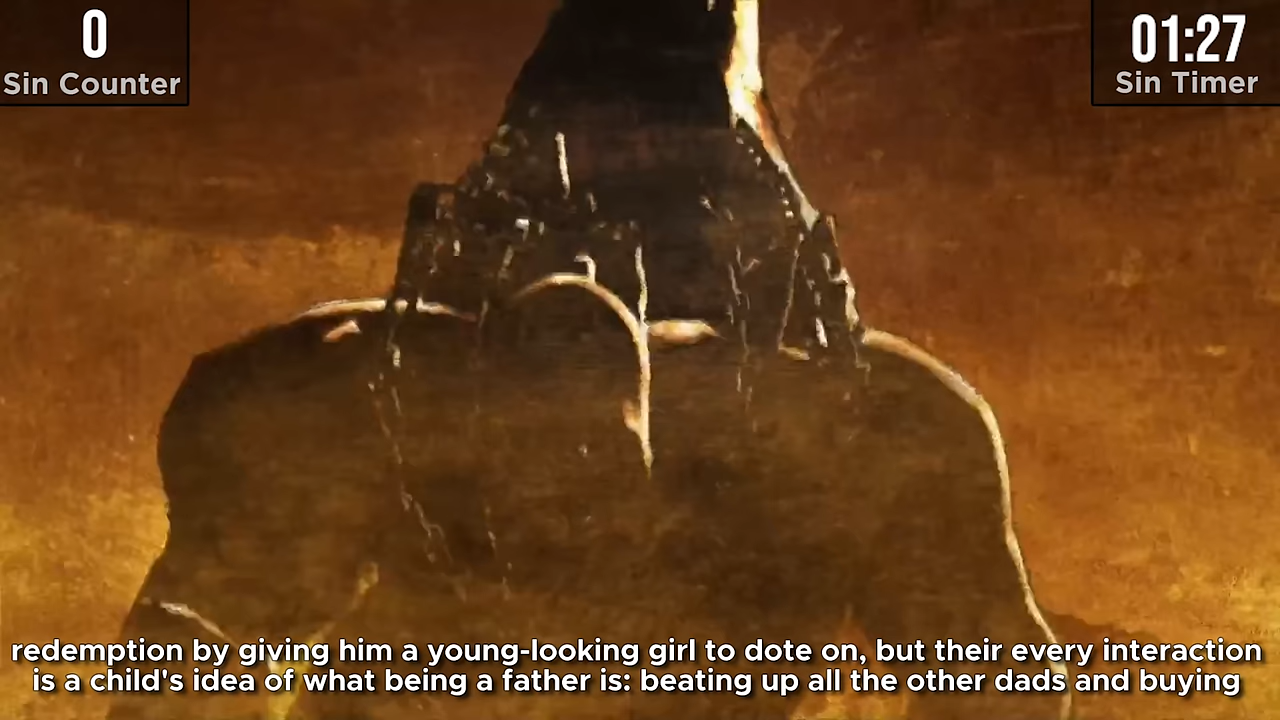 0
Sin Counter
01:27
Sin Timer
redemption by giving him a young-looking girl to dote on, but their every interaction
is a child's idea of what being a father is: beating up all the other dads and buying